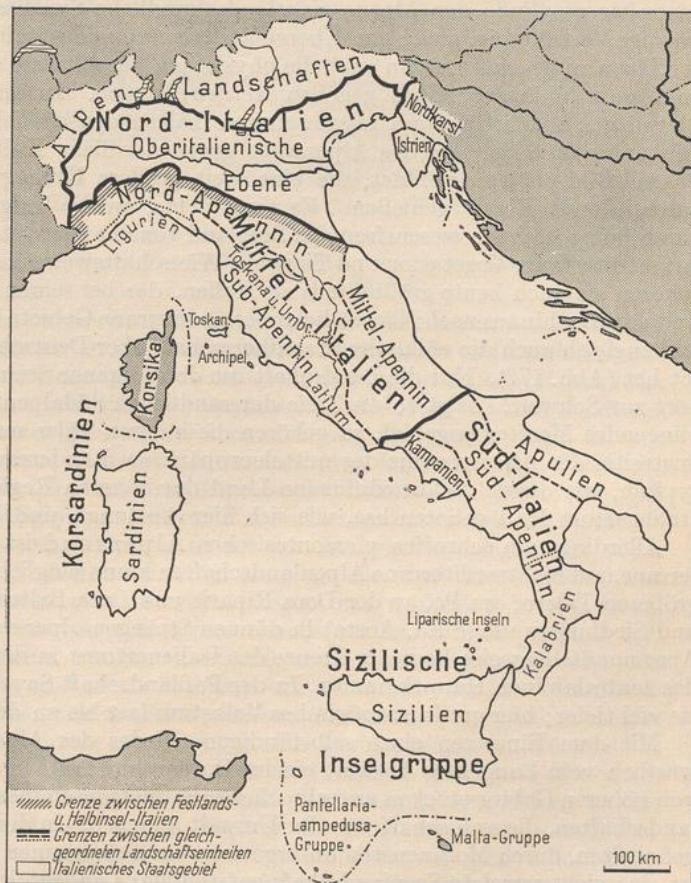 Alpen-
Landschaften
Nord-Italien
Oberitalienische
Ebene
Nordkarst
Istrien
Nord-Apennin
Ligurien
Mittel-Italien
Toskana u. Umbr.
Sub Apennin
Latium
Mittel-Apennin
Toskan.
Archipel
Korsika
Korsardinien
Sardinien
Kampanien
Süd-Italien
Apulien
Süd Apennin
Kalabrien
Liparische Inseln
Sizilische
Sizilien
Inselgruppe
Pantellaria-
Lampedusa-
Gruppe
Malta-Gruppe
Grenze zwischen Festlands-
u. Halbinsel-Italien
Grenzen zwischen gleich-
geordneten Landschaftseinheiten
Italienisches Staatsgebiet
100 km